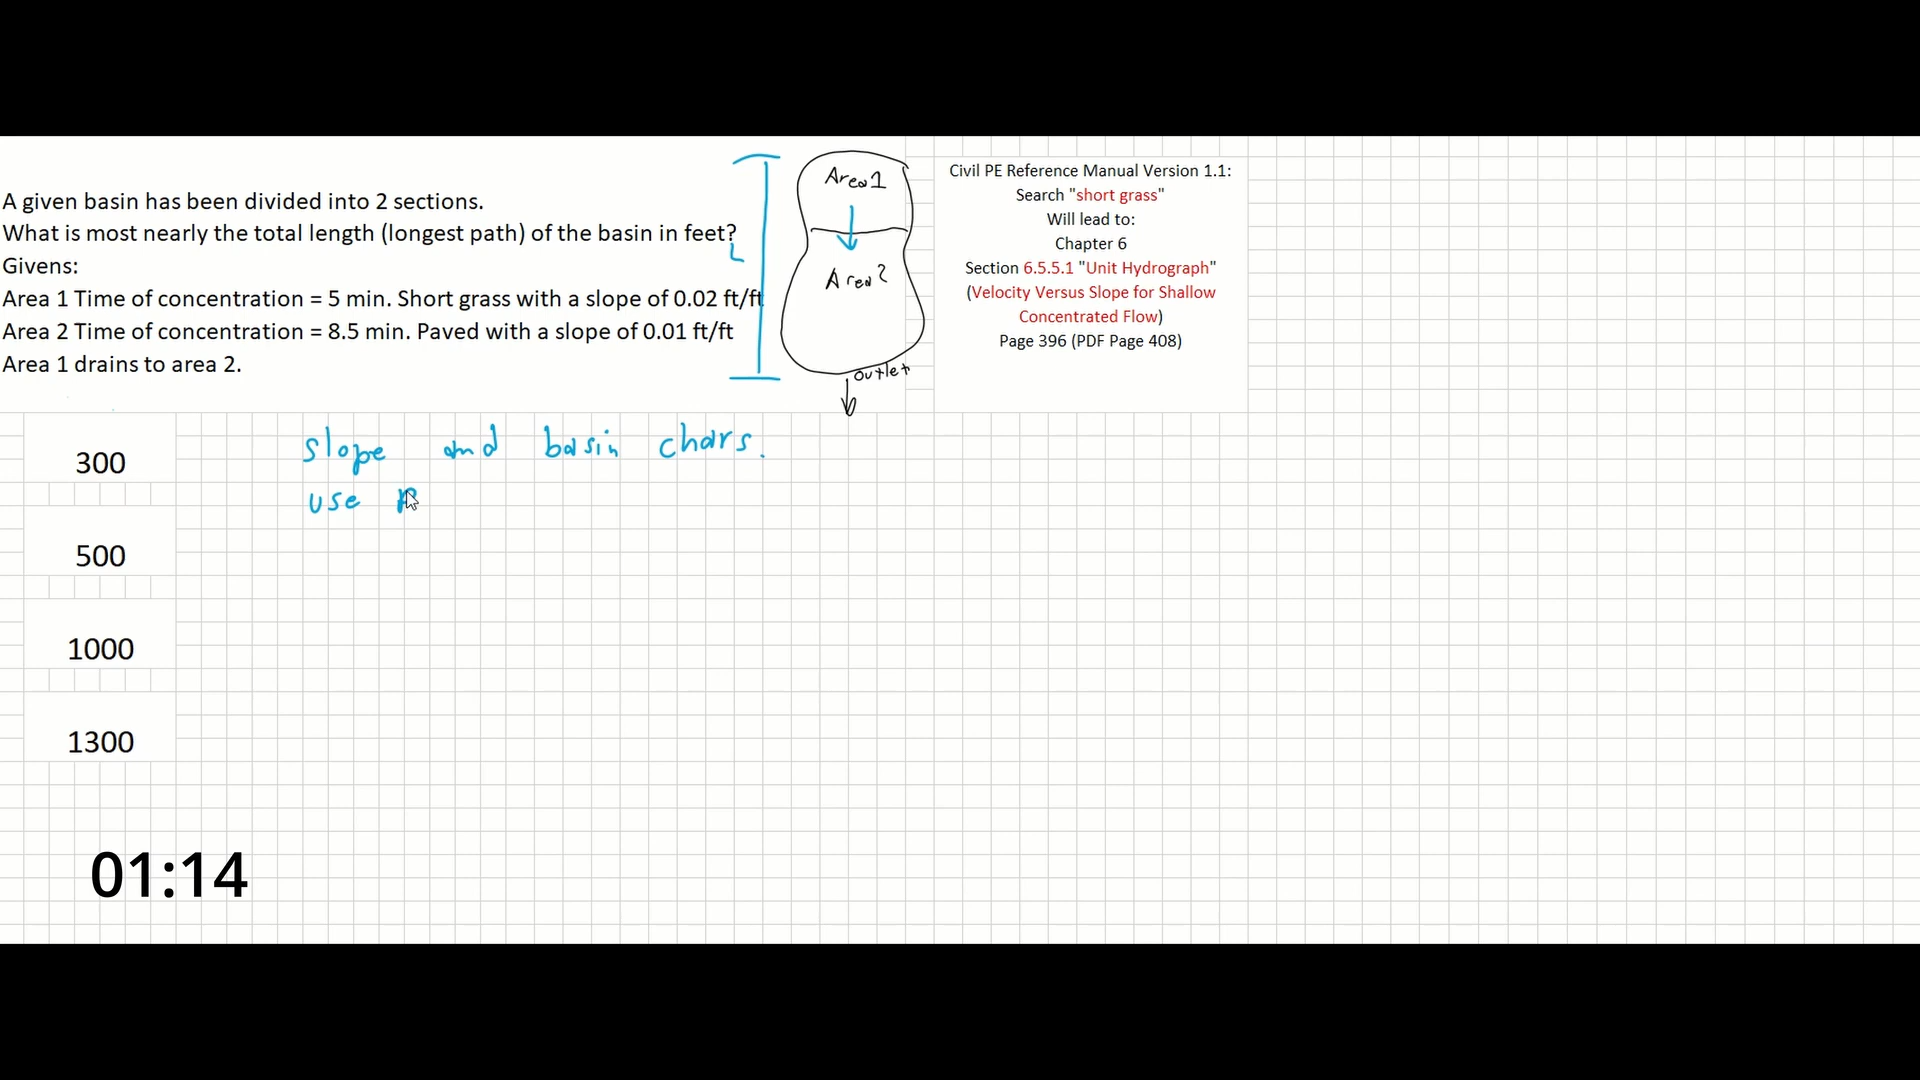 A given basin has been divided into 2 sections.
What is most nearly the total length (longest path) of the basin in feet?
L
Givens:
Area 1 Time of concentration = 5 min. Short grass with a slope of 0.02 ft/ft
Area 2 Time of concentration = 8.5 min. Paved with a slope of 0.01 ft/ft
Area 1 drains to area 2.
Area 1
Area 2
outlet
Civil PE Reference Manual Version 1.1:
Search "short grass"
Will lead to:
Chapter 6
Section 6.5.5.1 "Unit Hydrograph"
(Velocity Versus Slope for Shallow
Concentrated Flow)
Page 396 (PDF Page 408)
slope and basin chars.
use
300
500
1000
1300
01:14